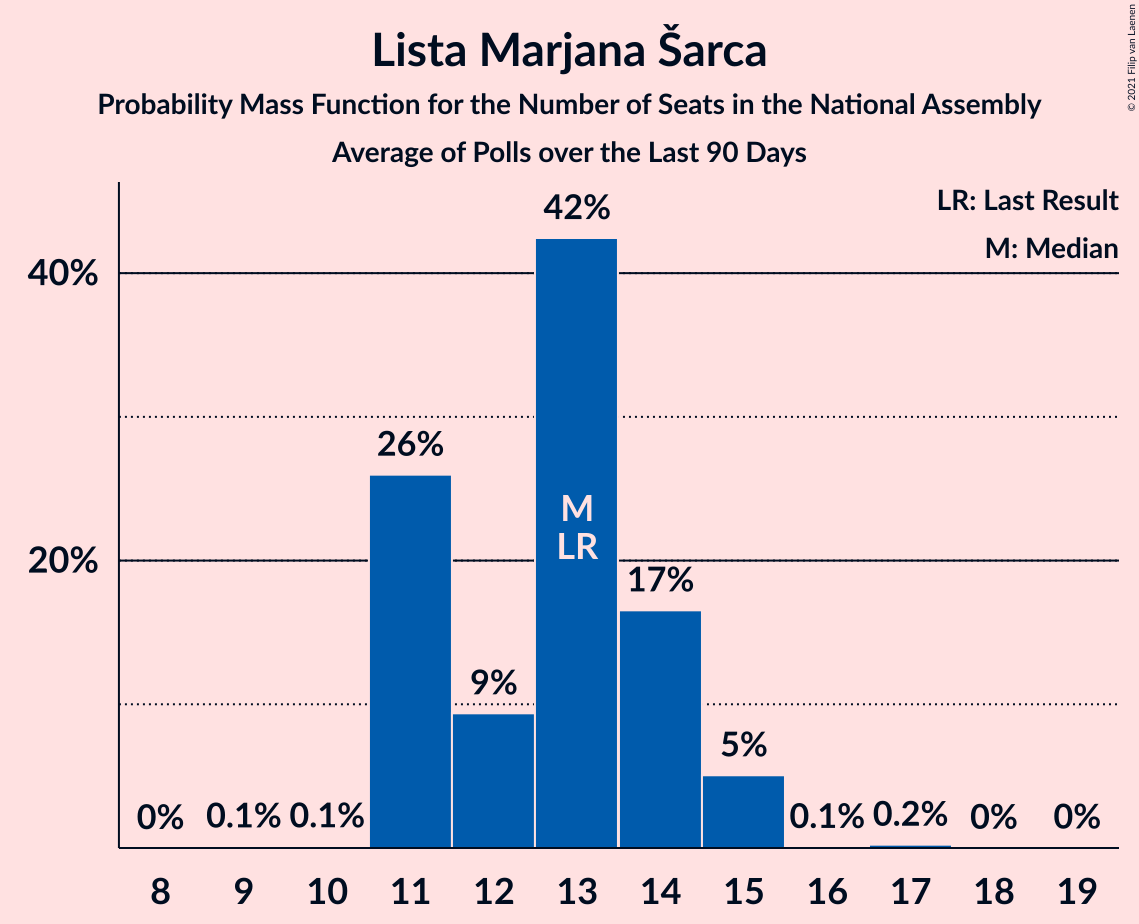 Lista Marjana Šarca
Probability Mass Function for the Number of Seats in the National Assembly
Average of Polls over the Last 90 Days
© 2021 Filip van Laenen
LR: Last Result
M: Median
40%
20%
0%
0.1%
0.1%
26%
9%
42%
M
LR
17%
5%
0.1%
0.2%
0%
0%
8 9 10 11 12 13 14 15 16 17 18 19